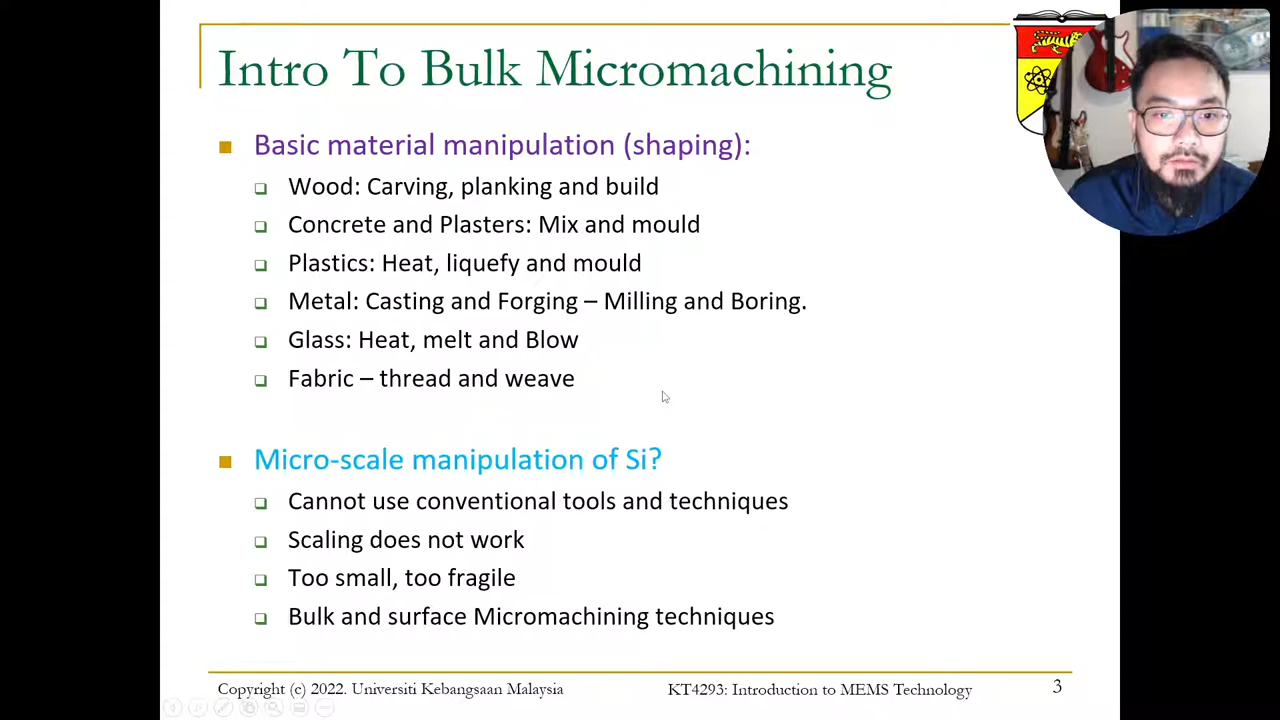 Intro To Bulk Micromachining
Basic material manipulation (shaping):
Wood: Carving, planking and build
Concrete and Plasters: Mix and mould
Plastics: Heat, liquefy and mould
Metal: Casting and Forging – Milling and Boring.
Glass: Heat, melt and Blow
Fabric – thread and weave
Micro-scale manipulation of Si?
Cannot use conventional tools and techniques
Scaling does not work
Too small, too fragile
Bulk and surface Micromachining techniques
Copyright (c) 2022. Universiti Kebangsaan Malaysia
KT4293: Introduction to MEMS Technology
3